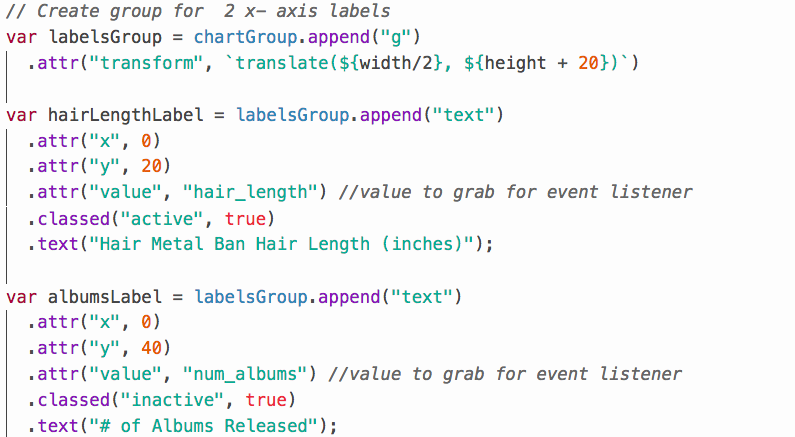 // Create group for  2 x- axis labels
var labelsGroup = chartGroup.append("g")
  .attr("transform", `translate(${width/2}, ${height + 20})`)

var hairLengthLabel = labelsGroup.append("text")
  .attr("x", 0)
  .attr("y", 20)
  .attr("value", "hair_length") //value to grab for event listener
  .classed("active", true)
  .text("Hair Metal Ban Hair Length (inches)");

var albumsLabel = labelsGroup.append("text")
  .attr("x", 0)
  .attr("y", 40)
  .attr("value", "num_albums") //value to grab for event listener
  .classed("inactive", true)
  .text("# of Albums Released");